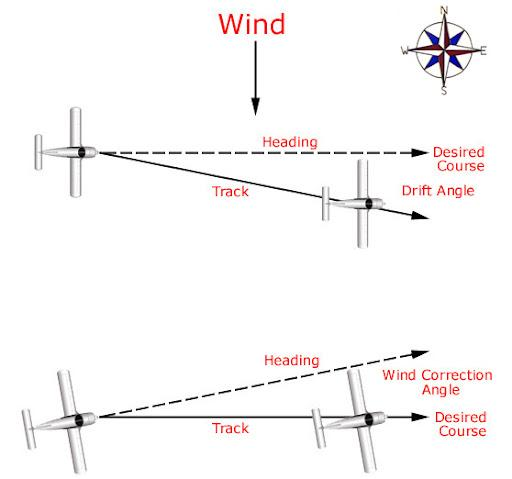 Wind
N
W
E
S
Heading
Desired
Course
Track
Drift Angle
Heading
Wind Correction
Angle
Desired
Course
Track